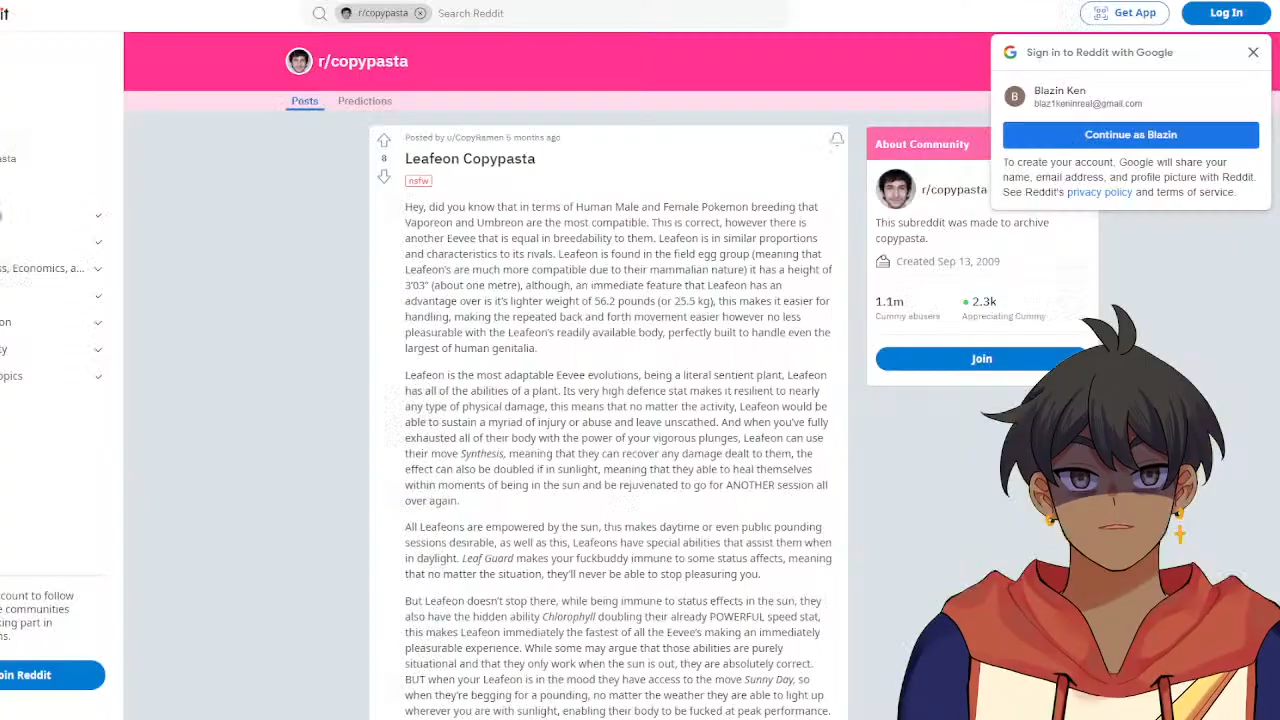 it
r/copypasta
Search Reddit
Get App
Log In
r/copypasta
Sign in to Reddit with Google
Blazin Ken
blaz1keninreal@gmail.com
Continue as Blazin
To create your account, Google will share your
name, email address, and profile picture with Reddit.
See Reddit's privacy policy and terms of service.
Posts
Predictions
Posted by u/CopyRamen 5 months ago
8
Leafeon Copypasta
nsfw
Hey, did you know that in terms of Human Male and Female Pokemon breeding that
Vaporeon and Umbreon are the most compatible. This is correct, however there is
another Eevee that is equal in breedability to them. Leafeon is in similar proportions
and characteristics to its rivals. Leafeon is found in the field egg group (meaning that
Leafeon's are much more compatible due to their mammalian nature) it has a height of
3'03" (about one metre), although, an immediate feature that Leafeon has an
advantage over is it's lighter weight of 56.2 pounds (or 25.5 kg), this makes it easier for
handling, making the repeated back and forth movement easier however no less
pleasurable with the Leafeon's readily available body, perfectly built to handle even the
largest of human genitalia.
Leafeon is the most adaptable Eevee evolutions, being a literal sentient plant, Leafeon
has all of the abilities of a plant. Its very high defence stat makes it resilient to nearly
any type of physical damage, this means that no matter the activity, Leafeon would be
able to sustain a myriad of injury or abuse and leave unscathed. And when you've fully
exhausted all of their body with the power of your vigorous plunges, Leafeon can use
their move Synthesis, meaning that they can recover any damage dealt to them, the
effect can also be doubled if in sunlight, meaning that they able to heal themselves
within moments of being in the sun and be rejuvenated to go for ANOTHER session all
over again.
All Leafeons are empowered by the sun, this makes daytime or even public pounding
sessions desirable, as well as this, Leafeons have special abilities that assist them when
in daylight. Leaf Guard makes your fuckbuddy immune to some status affects, meaning
that no matter the situation, they'll never be able to stop pleasuring you.
But Leafeon doesn't stop there, while being immune to status effects in the sun, they
also have the hidden ability Chlorophyll doubling their already POWERFUL speed stat,
this makes Leafeon immediately the fastest of all the Eevee's making an immediately
pleasurable experience. While some may argue that those abilities are purely
situational and that they only work when the sun is out, they are absolutely correct.
BUT when your Leafeon is in the mood they have access to the move Sunny Day, so
when they're begging for a pounding, no matter the weather they are able to light up
wherever you are with sunlight, enabling their body to be fucked at peak performance.
About Community
r/copypasta
This subreddit was made to archive
copypasta.
Created Sep 13, 2009
1.1m
2.3k
Cummy abusers
Appreciating Cummy
Join
asta
s, Economics, a...
on
ty
opics
count to follow
e communities
king part in
ns.
oin Reddit